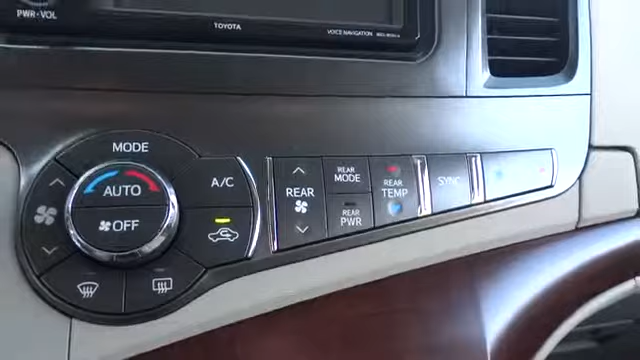 PWR·VOL
TOYOTA
VOICE NAVIGATION
MODE
AUTO
OFF
A/C
REAR
REAR
MODE
REAR
PWR
REAR
TEMP
SYNC